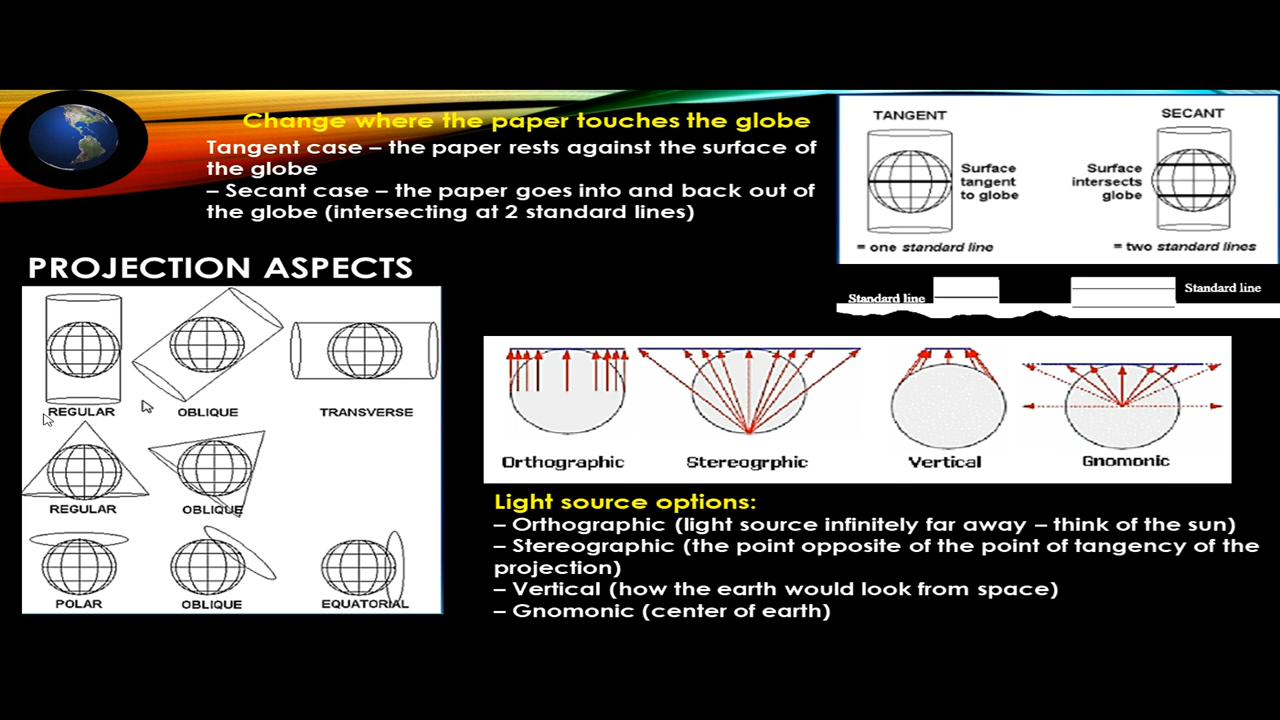 Change where the paper touches the globe
Tangent case – the paper rests against the surface of
the globe
– Secant case – the paper goes into and back out of
the globe (intersecting at 2 standard lines)
TANGENT
Surface
tangent
to globe
= one standard line
SECANT
Surface
intersects
globe
= two standard lines
Standard line
Standard line
PROJECTION ASPECTS
REGULAR
OBLIQUE
TRANSVERSE
REGULAR
OBLIQUE
POLAR
OBLIQUE
EQUATORIAL
Orthographic
Stereogrphic
Vertical
Gnomonic
Light source options:
– Orthographic (light source infinitely far away – think of the sun)
– Stereographic (the point opposite of the point of tangency of the
projection)
– Vertical (how the earth would look from space)
– Gnomonic (center of earth)